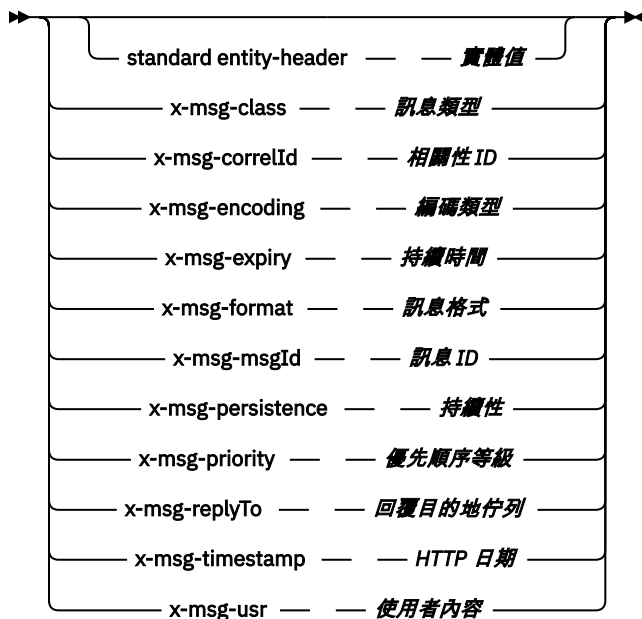 standard entity-header — — 實體值
x-msg-class — — 訊息類型
x-msg-correlId — — 相關性 ID
x-msg-encoding — — 編碼類型
x-msg-expiry — — 持續時間
x-msg-format — — 訊息格式
x-msg-msgId — — 訊息 ID
x-msg-persistence — — 持續性
x-msg-priority — — 優先順序等級
x-msg-replyTo — — 回覆目的地佇列
x-msg-timestamp — — HTTP 日期
x-msg-usr — — 使用者內容